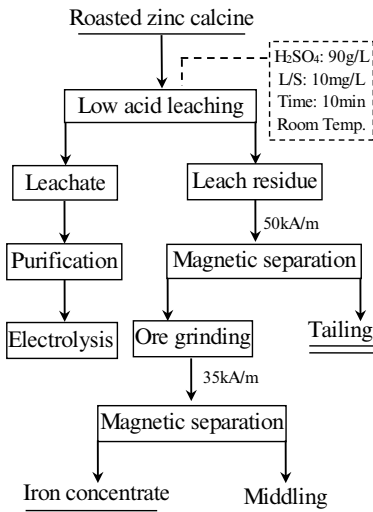 Roasted zinc calcine
H₂SO₄: 90g/L
L/S: 10mg/L
Time: 10min
Room Temp.
Low acid leaching
Leachate
Leach residue
50kA/m
Purification
Magnetic separation
Electrolysis
Ore grinding
Tailing
35kA/m
Magnetic separation
Iron concentrate
Middling